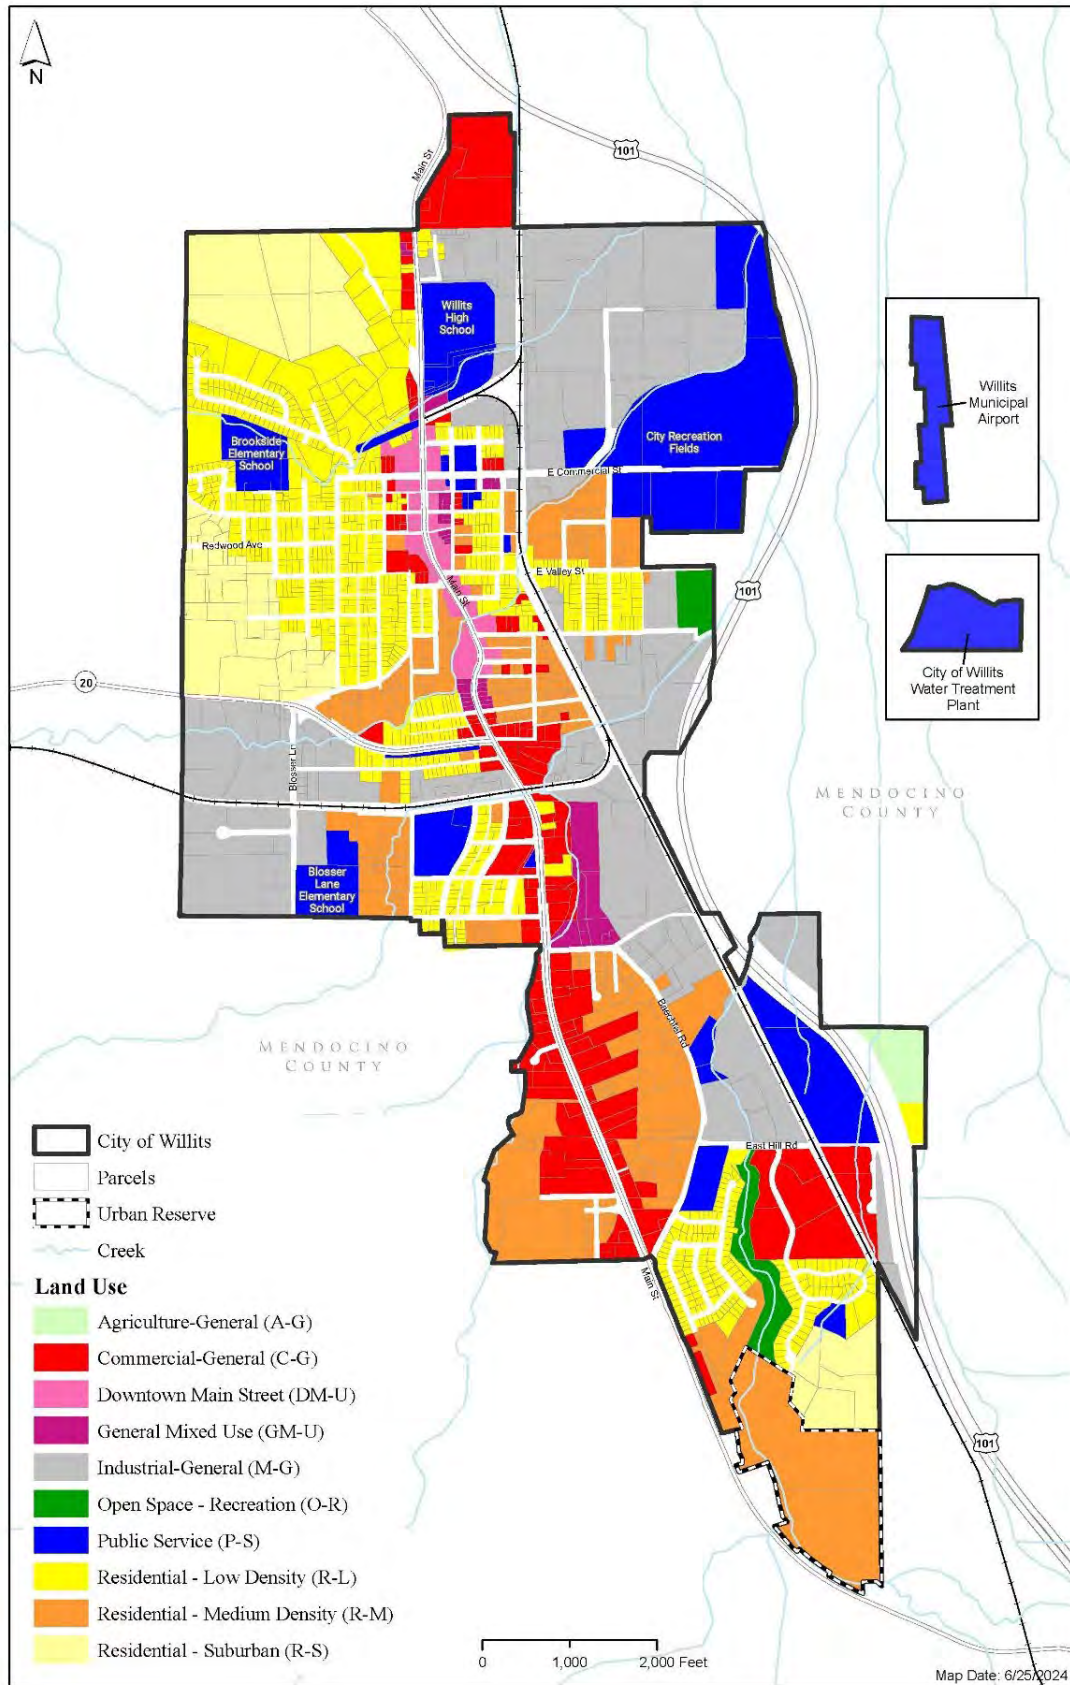 N
Main St
101
Willits
High
School
Brookside
Elementary
School
City Recreation
Fields
E Commercial St
Willits
Municipal
Airport
Redwood Ave
E Valley St
Main St
101
City of Willits
Water Treatment
Plant
20
Blosser Ln
MENDOCINO
COUNTY
Blosser
Lane
Elementary
School
Baechtel Rd
MENDOCINO
COUNTY
East Hill Rd
Main St
101
City of Willits
Parcels
Urban Reserve
Creek
Land Use
Agriculture-General (A-G)
Commercial-General (C-G)
Downtown Main Street (DM-U)
General Mixed Use (GM-U)
Industrial-General (M-G)
Open Space - Recreation (O-R)
Public Service (P-S)
Residential - Low Density (R-L)
Residential - Medium Density (R-M)
Residential - Suburban (R-S)
0 1,000 2,000 Feet
Map Date: 6/25/2024